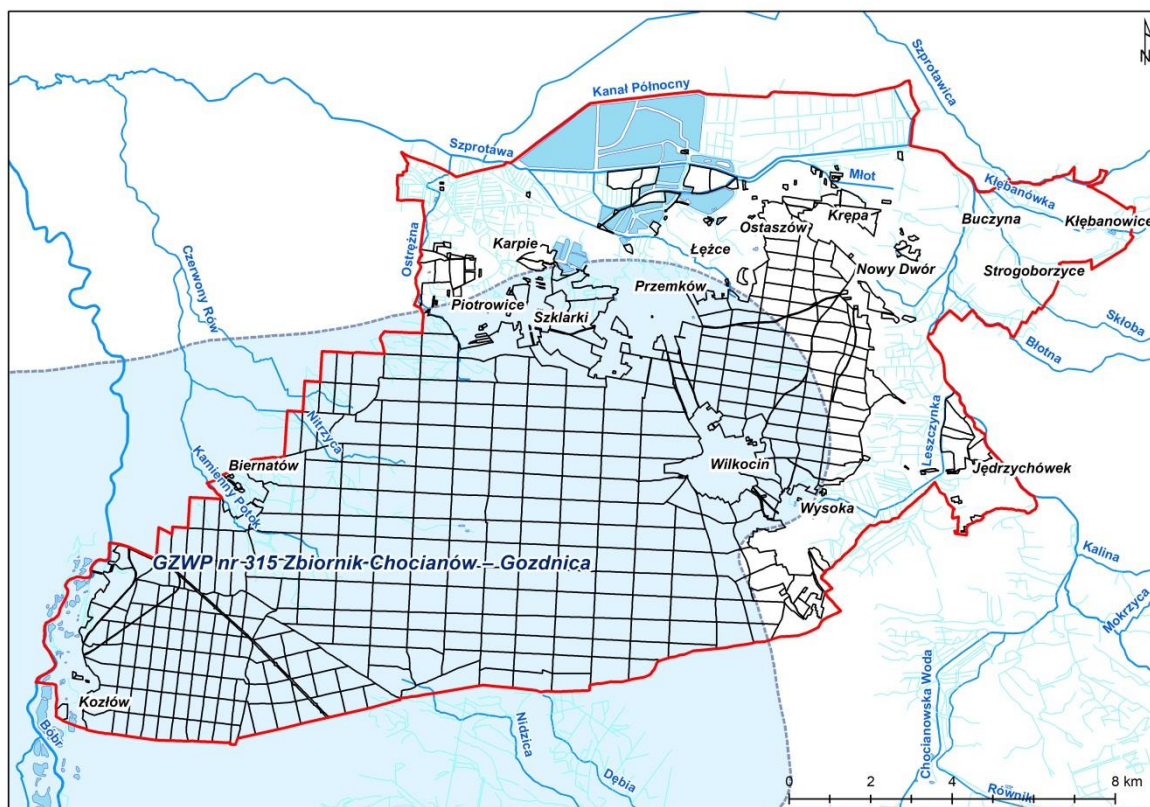 N
Szprotawica
Kanał Północny
Szprotawa
Młot
Kłębanówka
Krępa
Buczyna
Kłębanowice
Ostaszów
Ostrężna
Karpie
Łężce
Czerwony Rów
Nowy Dwór
Strogoborzyce
Przemków
Piotrowice
Szklarki
Skłoba
Błotna
Leszczynka
Nitrzyca
Biernatów
Wilkocin
Jędrzychówek
Kamienny Potok
Wysoka
Kalina
GZWP nr 315 Zbiornik Chocianów – Gozdnica
Mokrzyca
Chocianowska Woda
Kozłów
Nidzica
Bóbr
Dębia
Równik
0 2 4 8 km